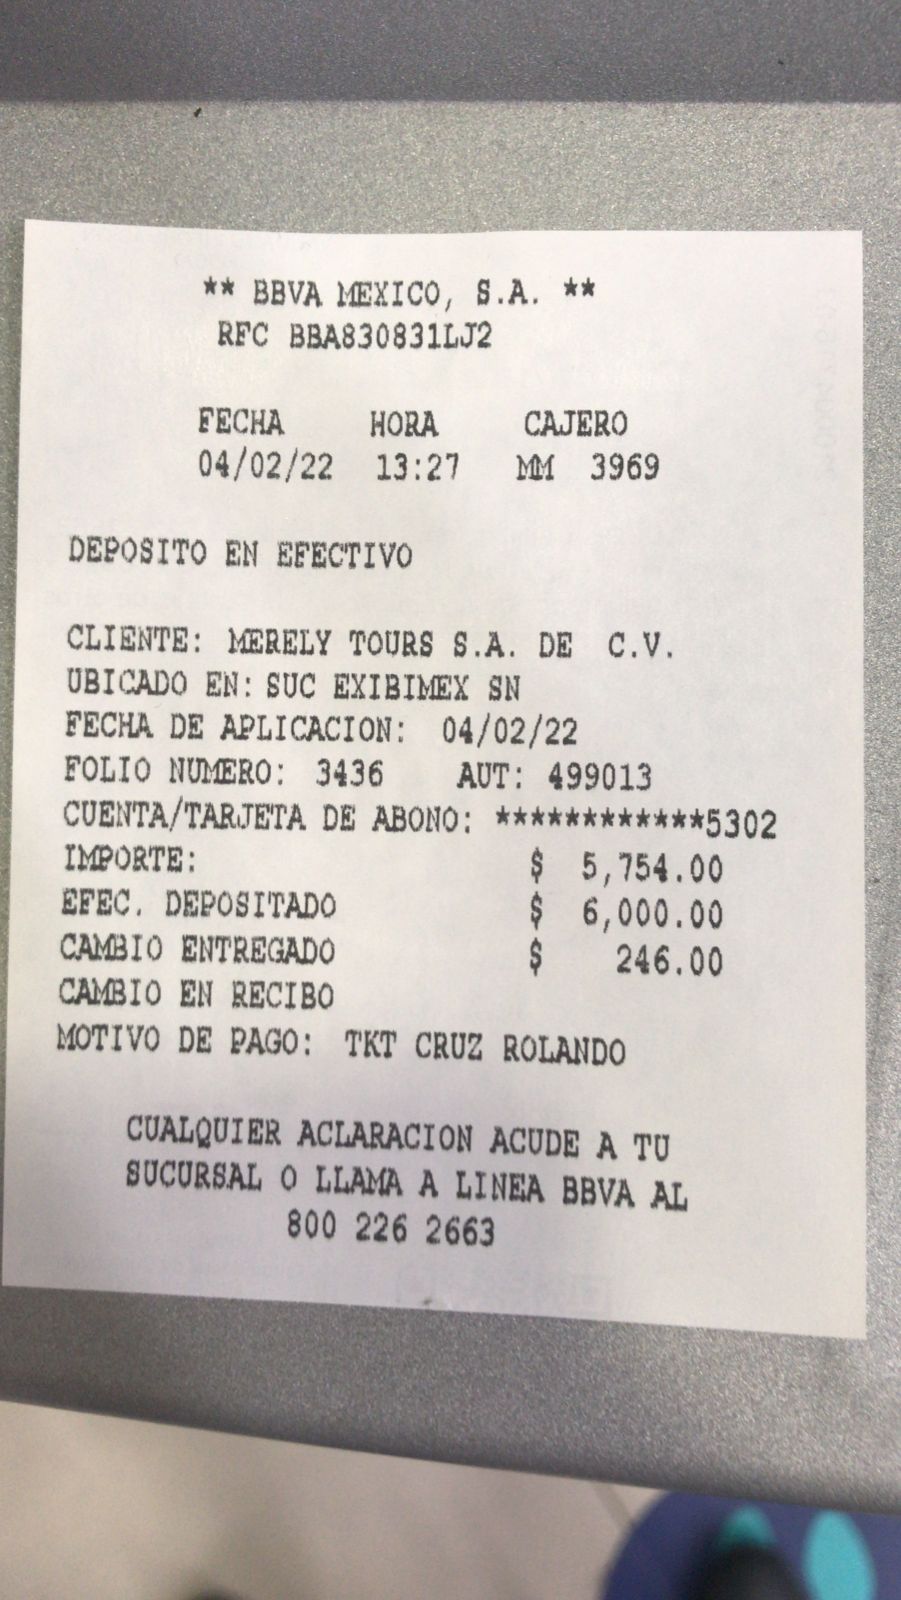 ** BBVA MEXICO, S.A. **
RFC BBA830831LJ2
FECHA HORA CAJERO
04/02/22 13:27 MM 3969
DEPOSITO EN EFECTIVO
CLIENTE: MERELY TOURS S.A. DE C.V.
UBICADO EN: SUC EXIBIMEX SN
FECHA DE APLICACION: 04/02/22
FOLIO NUMERO: 3436 AUT: 499013
CUENTA/TARJETA DE ABONO: ************5302
IMPORTE: $ 5,754.00
EFEC. DEPOSITADO $ 6,000.00
CAMBIO ENTREGADO $ 246.00
CAMBIO EN RECIBO
MOTIVO DE PAGO: TKT CRUZ ROLANDO
CUALQUIER ACLARACION ACUDE A TU
SUCURSAL O LLAMA A LINEA BBVA AL
800 226 2663